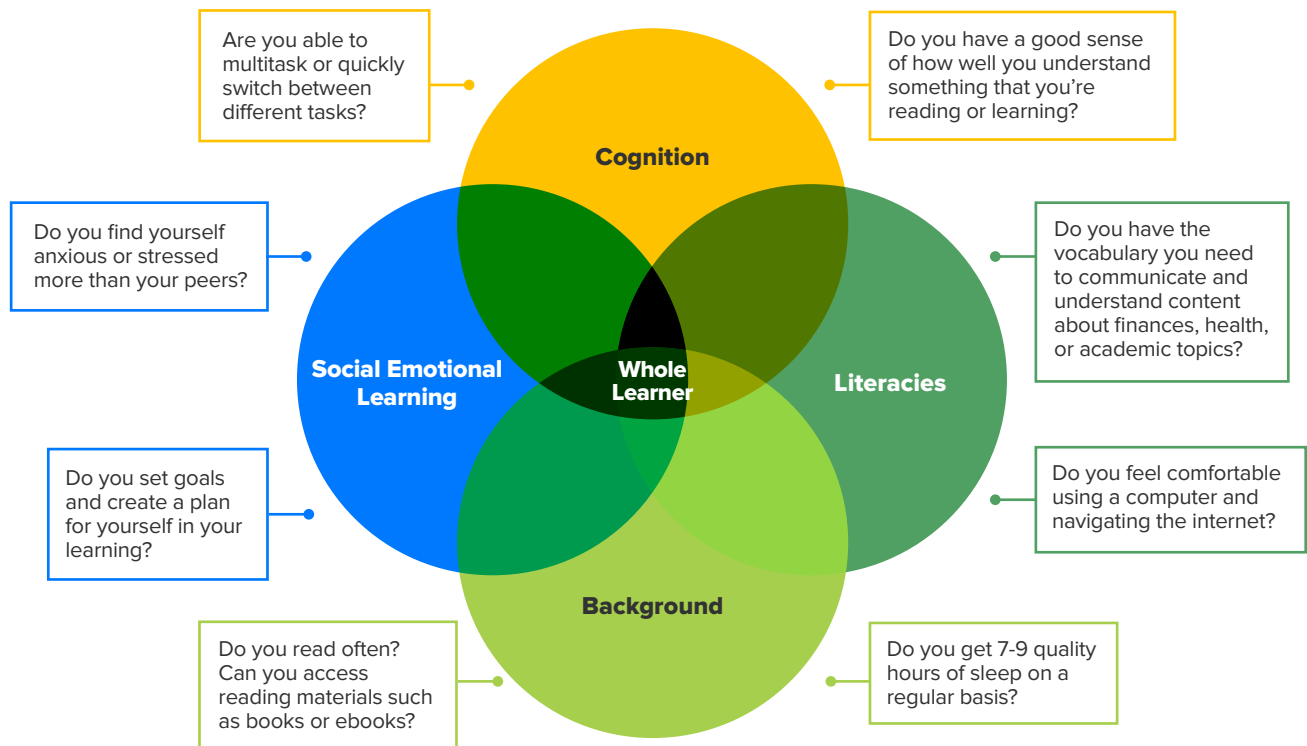 Are you able to
multitask or quickly
switch between
different tasks?
Do you have a good sense
of how well you understand
something that you’re
reading or learning?
Cognition
Do you find yourself
anxious or stressed
more than your peers?
Do you have the
vocabulary you need
to communicate and
understand content
about finances, health,
or academic topics?
Social Emotional
Learning
Whole
Learner
Literacies
Do you set goals
and create a plan
for yourself in your
learning?
Do you feel comfortable
using a computer and
navigating the internet?
Background
Do you read often?
Can you access
reading materials such
as books or ebooks?
Do you get 7-9 quality
hours of sleep on a
regular basis?